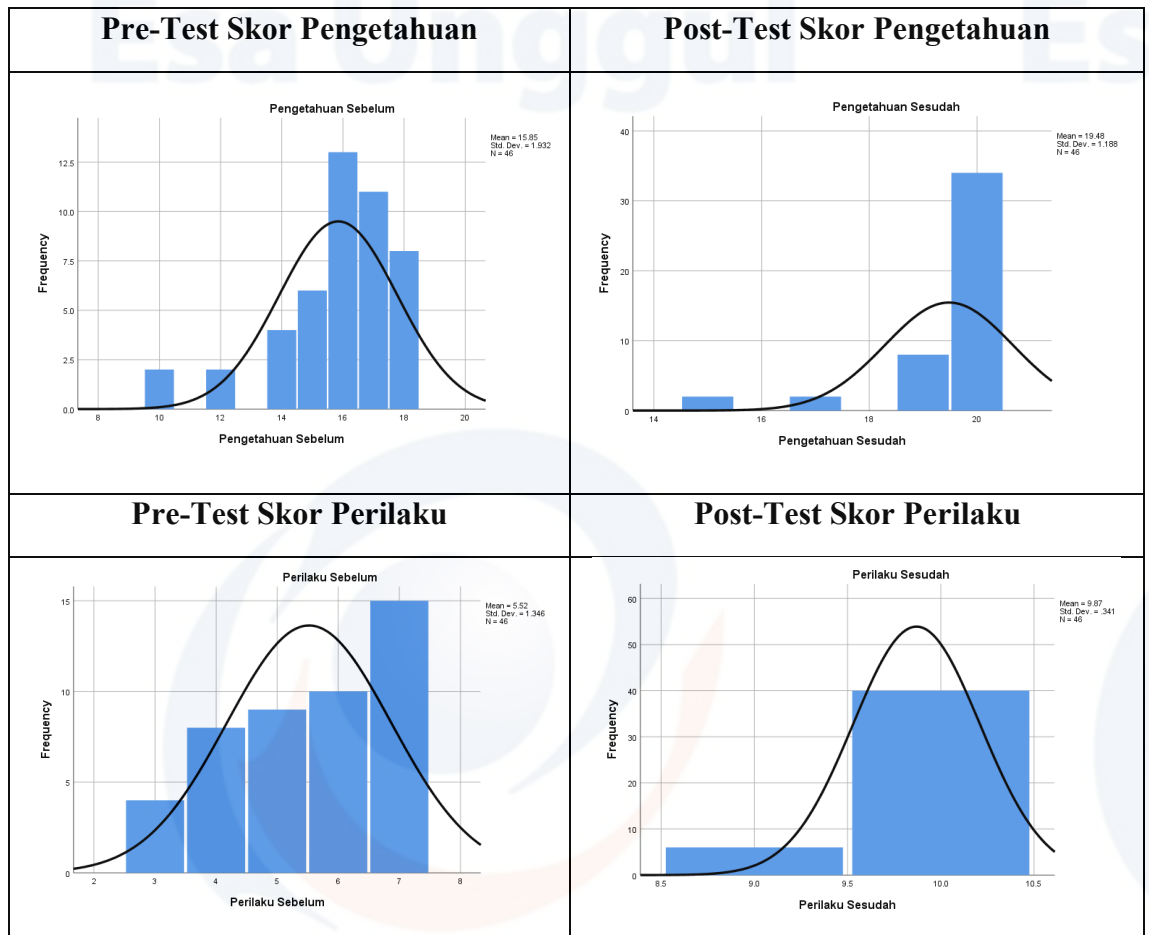 Esa Unggul
Es
Pre-Test Skor Pengetahuan
Post-Test Skor Pengetahuan
Pengetahuan Sebelum
Mean = 15.85
Std. Dev. = 1.932
N = 46
12.5
10.0
7.5
5.0
2.5
0.0
Frequency
8 10 12 14 16 18 20
Pengetahuan Sebelum
Pengetahuan Sesudah
Mean = 19.48
Std. Dev. = 1.188
N = 46
40
30
20
10
0
Frequency
14 16 18 20
Pengetahuan Sesudah
Pre-Test Skor Perilaku
Post-Test Skor Perilaku
Perilaku Sebelum
Mean = 5.52
Std. Dev. = 1.346
N = 46
15
10
5
0
Frequency
2 3 4 5 6 7 8
Perilaku Sebelum
Perilaku Sesudah
Mean = 9.87
Std. Dev. = .341
N = 46
60
50
40
30
20
10
0
Frequency
8.5 9.0 9.5 10.0 10.5
Perilaku Sesudah